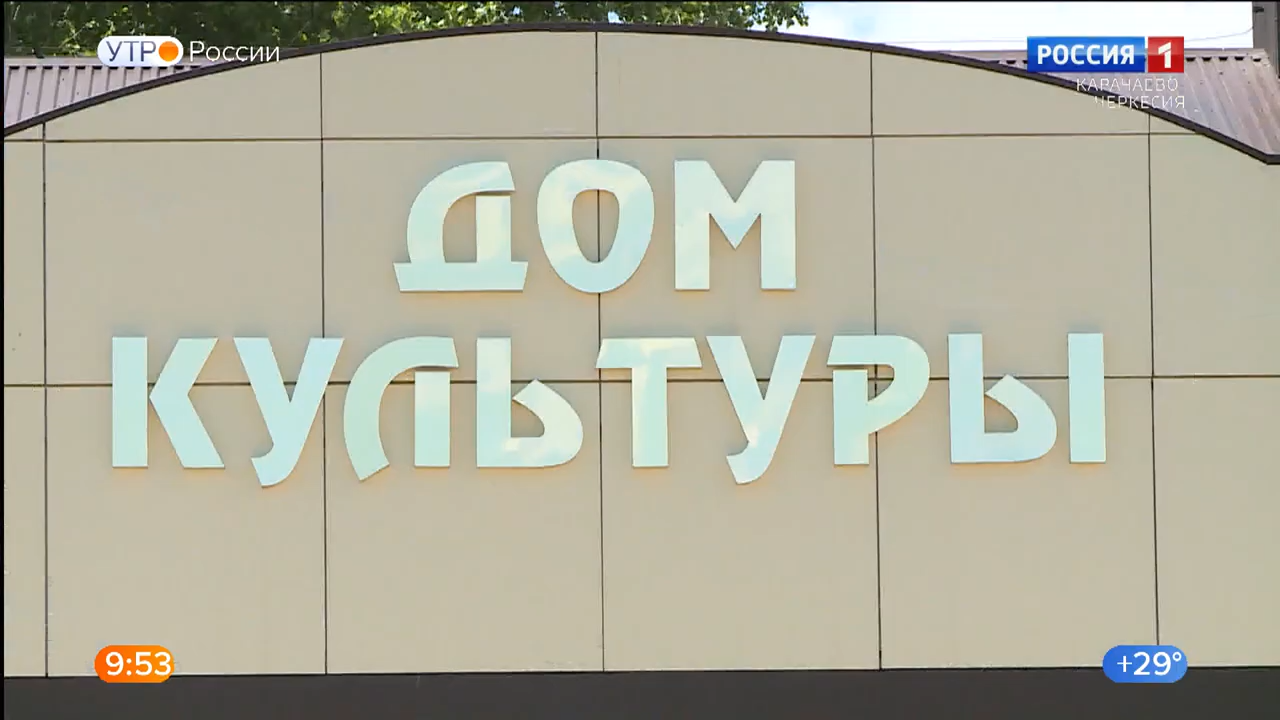 УТРО России
РОССИЯ 1
КАРАЧАЕВО
ЧЕРКЕСИЯ
ДОМ
КУЛЬТУРЫ
9:53
+29°